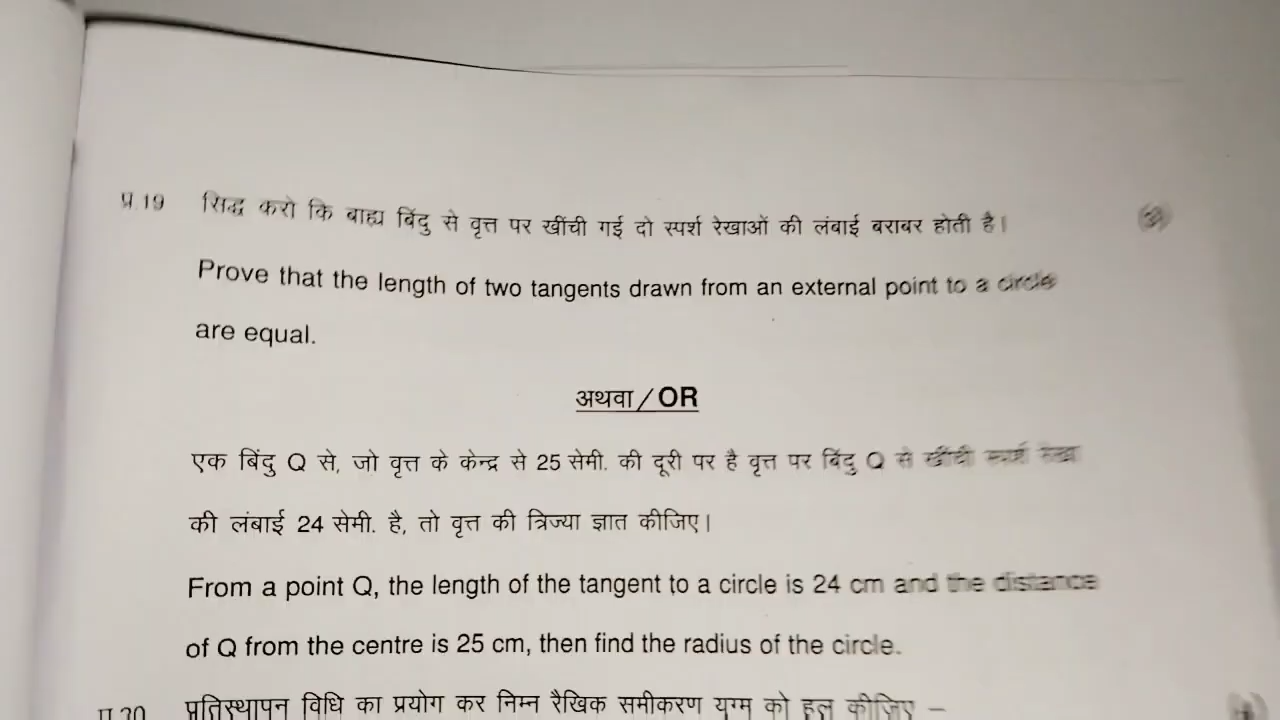 प्र.19 सिद्ध करो कि बाह्य बिंदु से वृत्त पर खींची गई दो स्पर्श रेखाओं की लंबाई बराबर होती है।
Prove that the length of two tangents drawn from an external point to a circle
are equal.
अथवा / OR
एक बिंदु Q से, जो वृत्त के केन्द्र से 25 सेमी. की दूरी पर है वृत्त पर बिंदु Q से खींची स्पर्श रेखा
की लंबाई 24 सेमी. है, तो वृत्त की त्रिज्या ज्ञात कीजिए।
From a point Q, the length of the tangent to a circle is 24 cm and the distance
of Q from the centre is 25 cm, then find the radius of the circle.
प्र.20 प्रतिस्थापन विधि का प्रयोग कर निम्न रैखिक समीकरण युग्म को हल कीजिए –